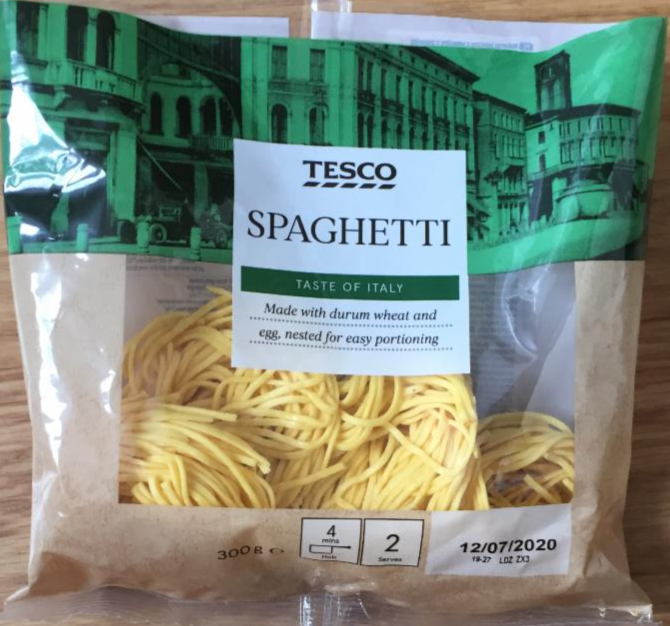 TESCO
SPAGHETTI
TASTE OF ITALY
Made with durum wheat and
egg, nested for easy portioning
300g e
4
mins
Hob
2
Serves
12/07/2020
19:27 LDZ ZX3